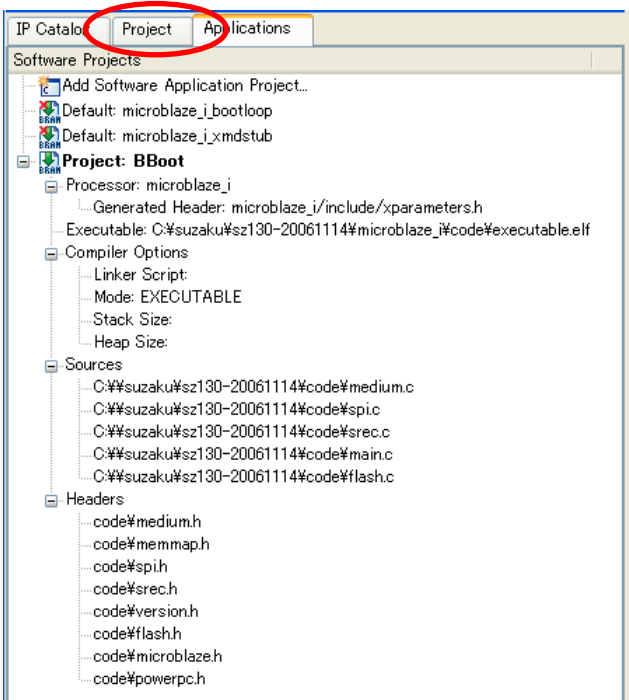 IP Catalog Project Applications
Software Projects
Add Software Application Project...
BRAM Default: microblaze_i_bootloop
BRAM Default: microblaze_i_xmdstub
BRAM Project: BBoot
Processor: microblaze_i
Generated Header: microblaze_i/include/xparameters.h
Executable: C:¥suzaku¥sz130-20061114¥microblaze_i¥code¥executable.elf
Compiler Options
Linker Script:
Mode: EXECUTABLE
Stack Size:
Heap Size:
Sources
C:¥¥suzaku¥sz130-20061114¥code¥medium.c
C:¥¥suzaku¥sz130-20061114¥code¥spi.c
C:¥¥suzaku¥sz130-20061114¥code¥srec.c
C:¥¥suzaku¥sz130-20061114¥code¥main.c
C:¥¥suzaku¥sz130-20061114¥code¥flash.c
Headers
code¥medium.h
code¥memmap.h
code¥spi.h
code¥srec.h
code¥version.h
code¥flash.h
code¥microblaze.h
code¥powerpc.h